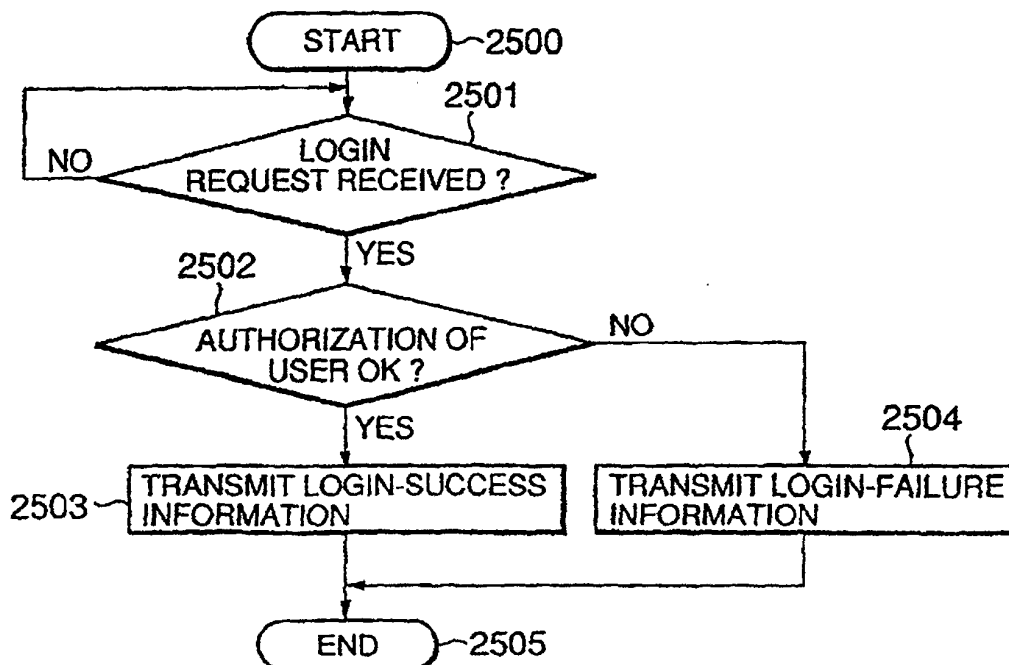 START
2500
2501
LOGIN
REQUEST RECEIVED ?
NO
YES
2502
AUTHORIZATION OF
USER OK ?
NO
YES
2504
2503
TRANSMIT LOGIN-SUCCESS
INFORMATION
TRANSMIT LOGIN-FAILURE
INFORMATION
END
2505